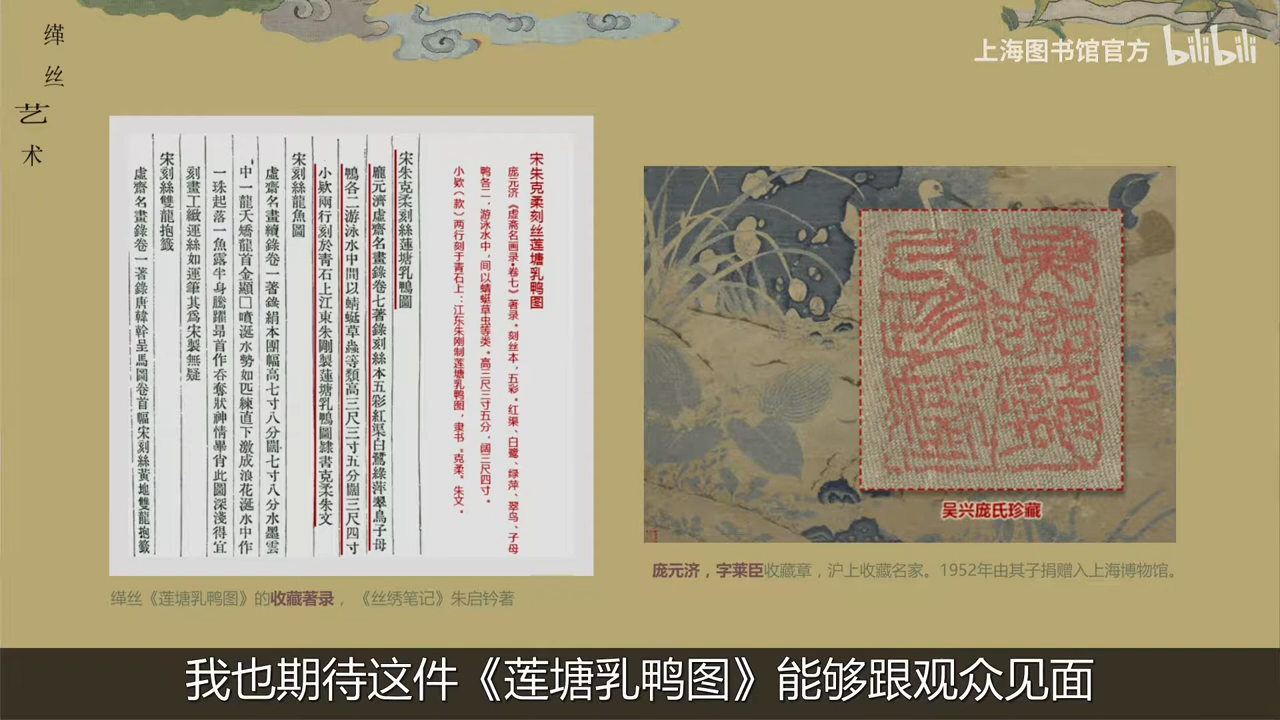 缂
丝
艺
术
上海图书馆官方 bilibili
宋朱克柔刻丝莲塘乳鸭图
庞元济《虚斋名画录•卷七》著录。刻丝本，五彩。红渠、白鹭、绿萍、翠鸟、子母
鸭各二，游泳水中，间以蜻蜓草虫等类。高三尺三寸五分，阔三尺四寸。
小欵（款）两行刻于青石上：江东朱刚制莲塘乳鸭图，隶书。克柔。朱文。
宋朱克柔刻絲蓮塘乳鴨圖
龐元濟虛齋名畫錄卷七著錄刻絲本五彩紅渠白鷺綠萍翠鳥子母
鴨各二游泳水中間以蜻蜓草蟲等類高三尺三寸五分闊三尺四寸
小欵兩行刻於青石上江東朱剛製蓮塘乳鴨圖隷書克柔朱文
宋刻絲龍魚圖
虛齋名畫續錄卷一著錄絹本團幅高七寸八分闊七寸八分水墨雲
中一龍夭矯龍首金顯□噴涎水勢如匹練直下激成浪花涎水中作
一珠起落一魚露半身騰躍昻首作吞奪狀神情畢肖此圖深淺得宜
刻畫工緻運絲如運筆其爲宋製無疑
宋刻絲雙龍抱籤
虛齋名畫錄卷一著錄唐韓幹呈馬圖卷首幅宋刻絲黃地雙龍抱籤
吴兴庞氏珍藏
缂丝《莲塘乳鸭图》的收藏著录，《丝绣笔记》朱启钤著
庞元济，字莱臣收藏章，沪上收藏名家。1952年由其子捐赠入上海博物馆。
我也期待这件《莲塘乳鸭图》能够跟观众见面